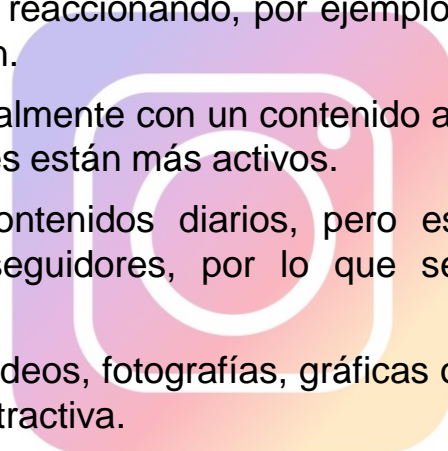 reaccionando, por ejemplo,
n.
almente con un contenido a
es están más activos.
ontenidos diarios, pero es
seguidores, por lo que se
deos, fotografías, gráficas o
tractiva.